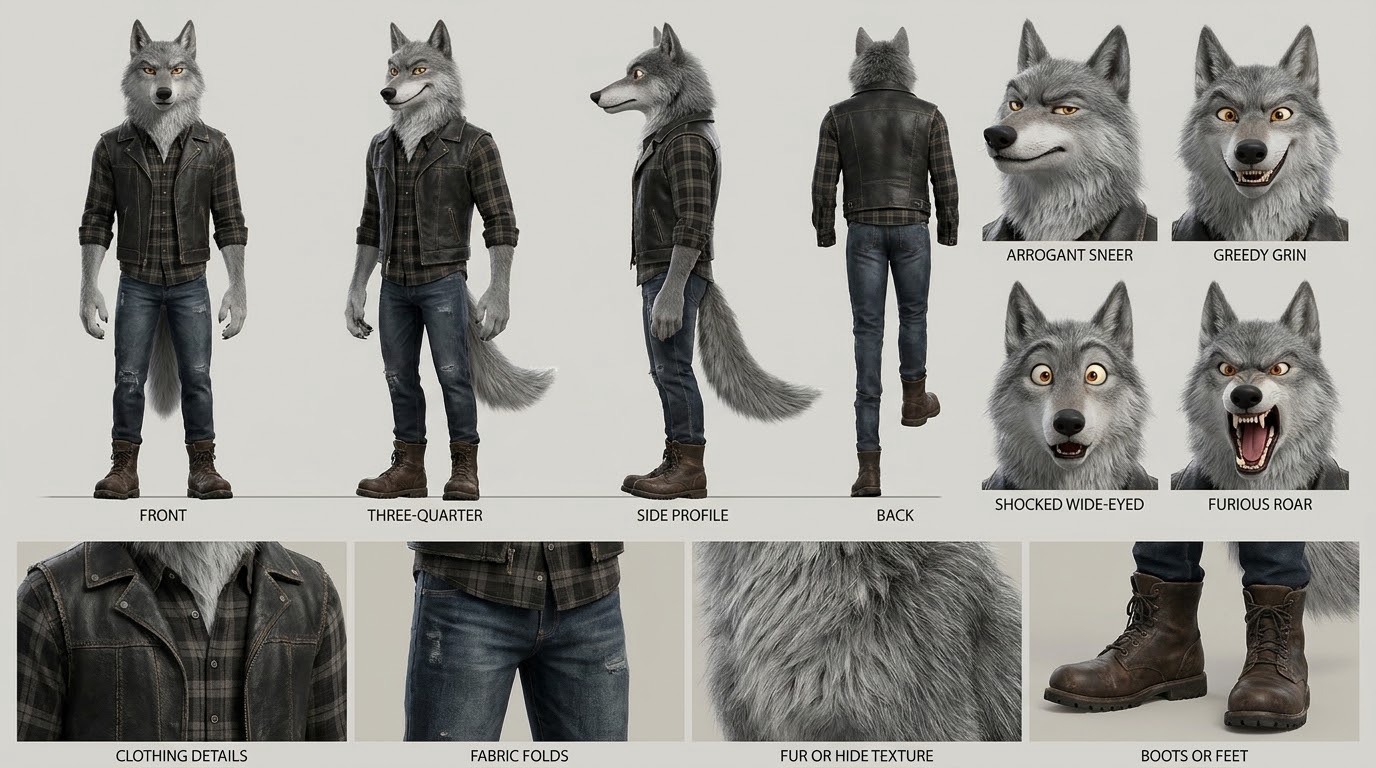 FRONT
THREE-QUARTER
SIDE PROFILE
BACK
ARROGANT SNEER
GREEDY GRIN
SHOCKED WIDE-EYED
FURIOUS ROAR
CLOTHING DETAILS
FABRIC FOLDS
FUR OR HIDE TEXTURE
BOOTS OR FEET